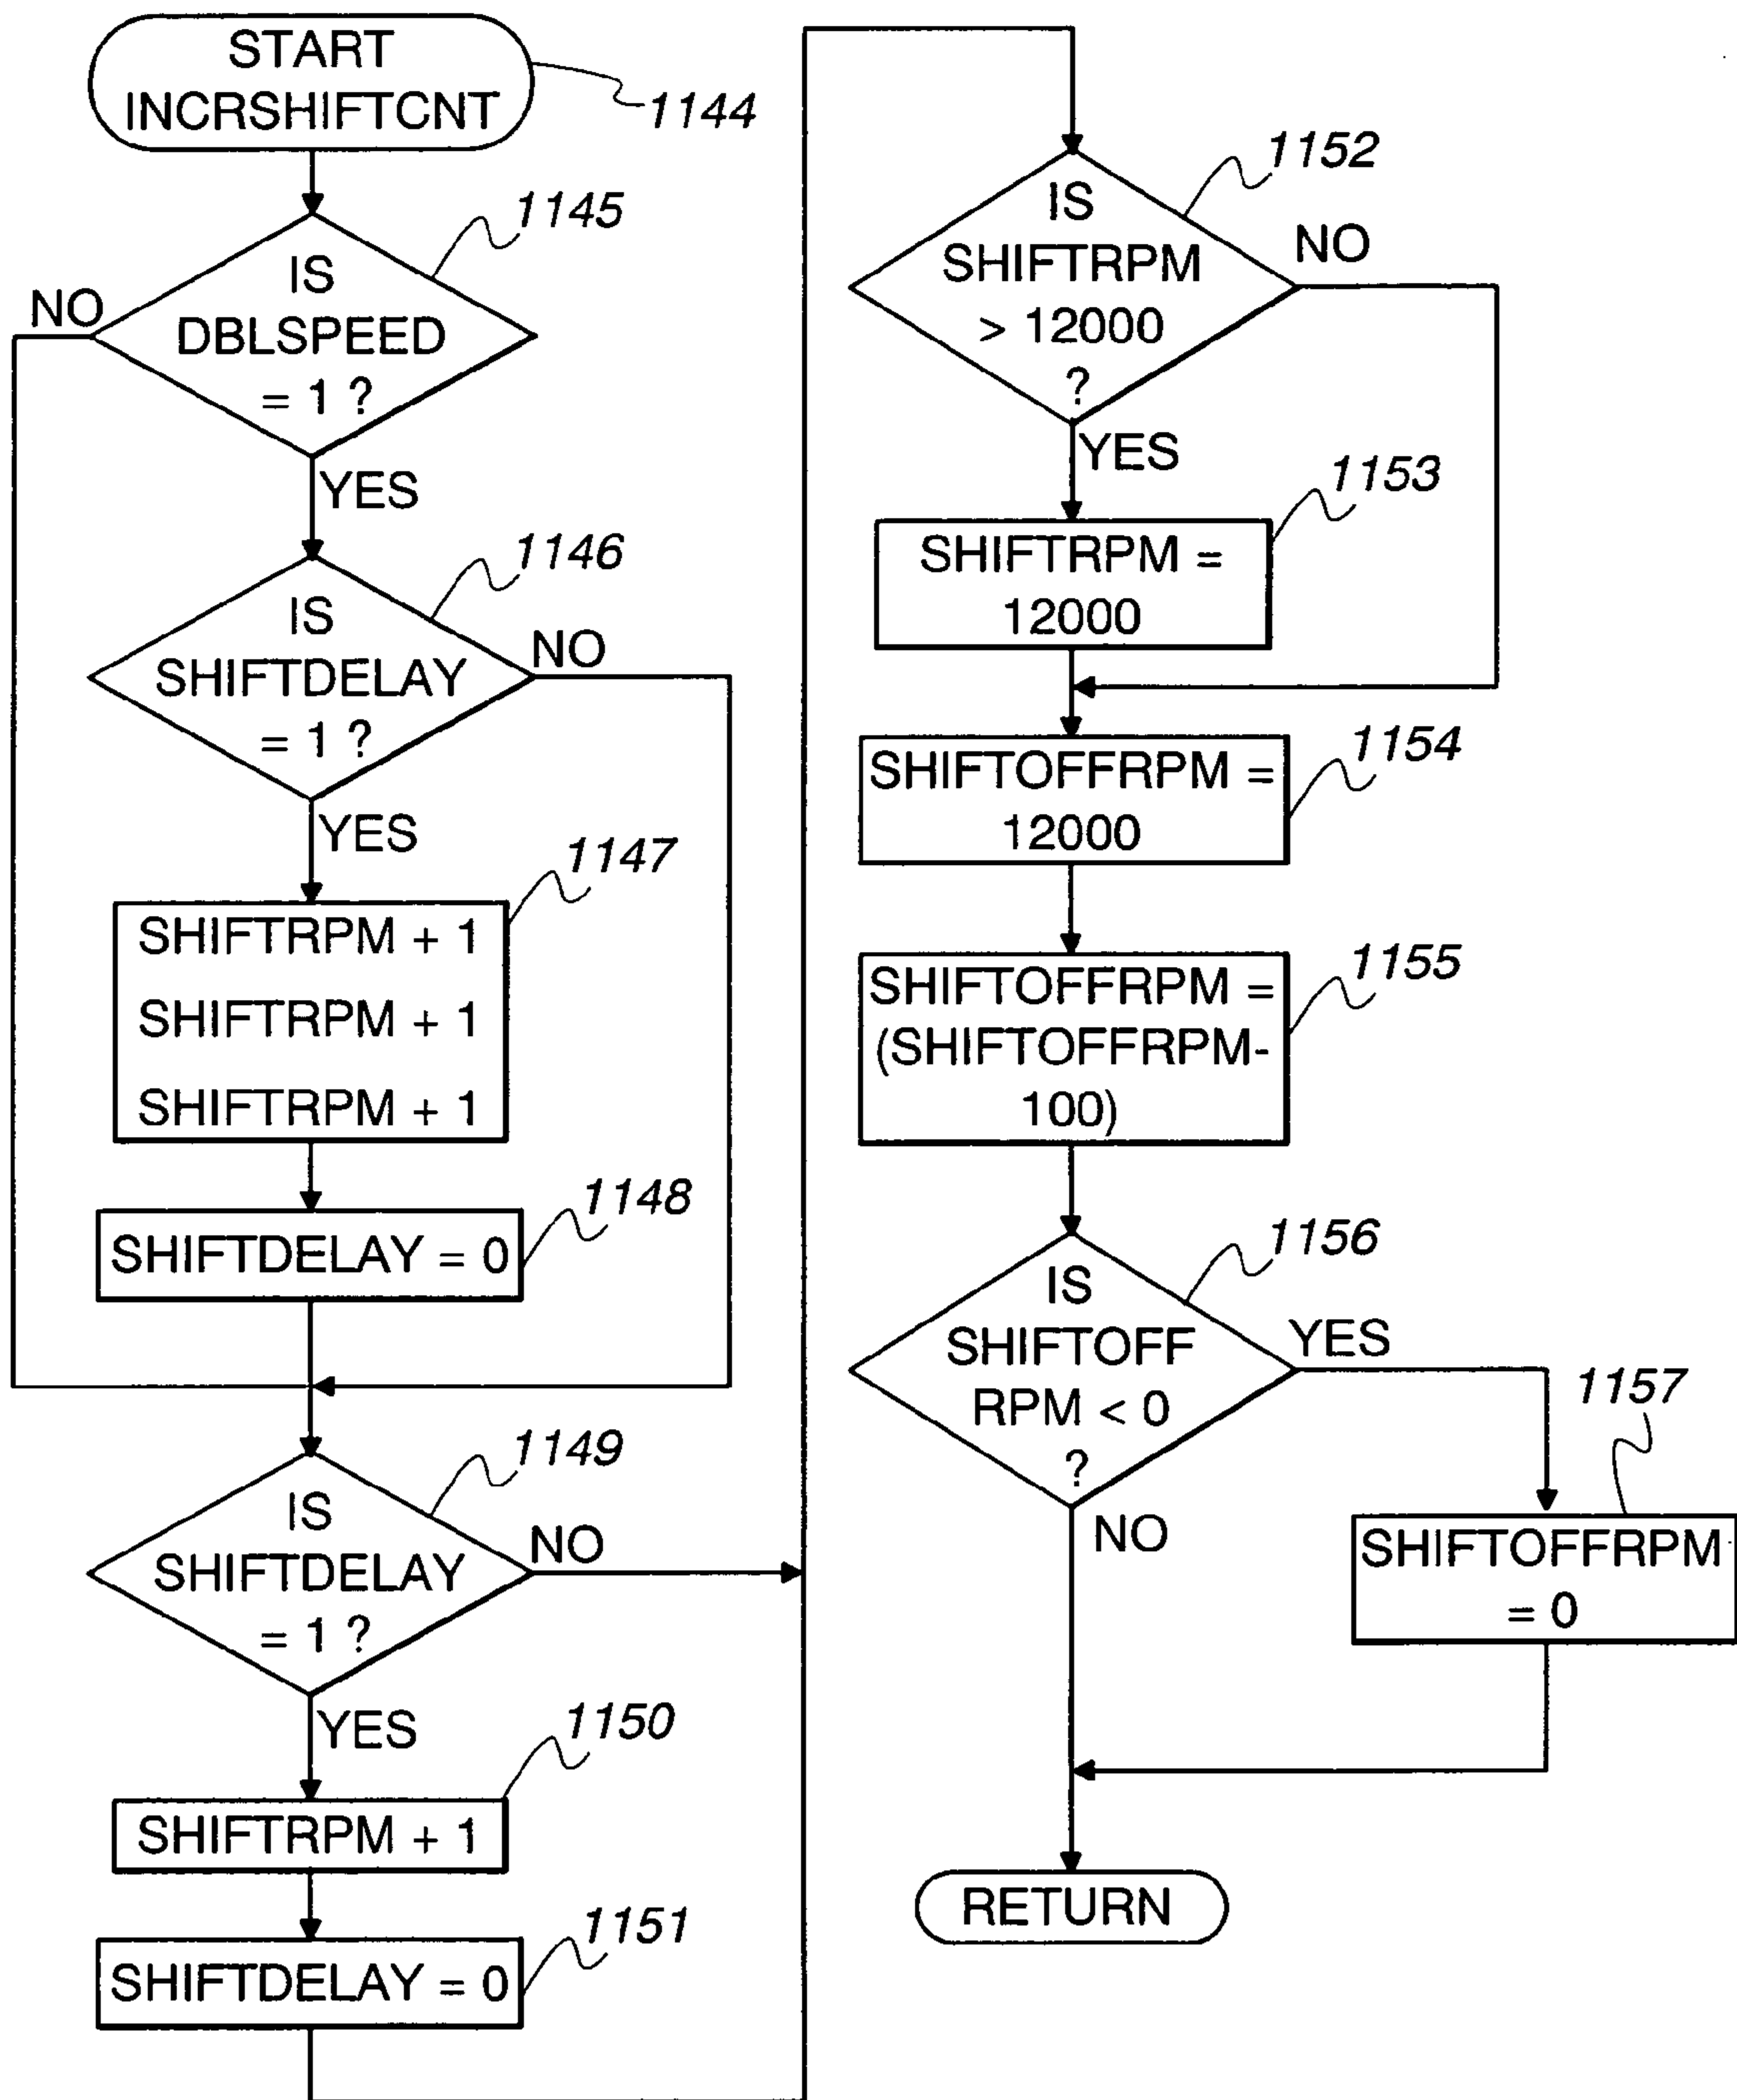 START
INCRSHIFTCNT
1144
1145
IS
DBLSPEED
= 1 ?
NO
YES
1146
IS
SHIFTDELAY
= 1 ?
NO
YES
1147
SHIFTRPM + 1
SHIFTRPM + 1
SHIFTRPM + 1
1148
SHIFTDELAY = 0
1149
IS
SHIFTDELAY
= 1 ?
NO
YES
1150
SHIFTRPM + 1
1151
SHIFTDELAY = 0
1152
IS
SHIFTRPM
> 12000
?
NO
YES
1153
SHIFTRPM =
12000
1154
SHIFTOFFRPM =
12000
1155
SHIFTOFFRPM =
(SHIFTOFFRPM-
100)
1156
IS
SHIFTOFF
RPM < 0
?
YES
NO
1157
SHIFTOFFRPM
= 0
RETURN